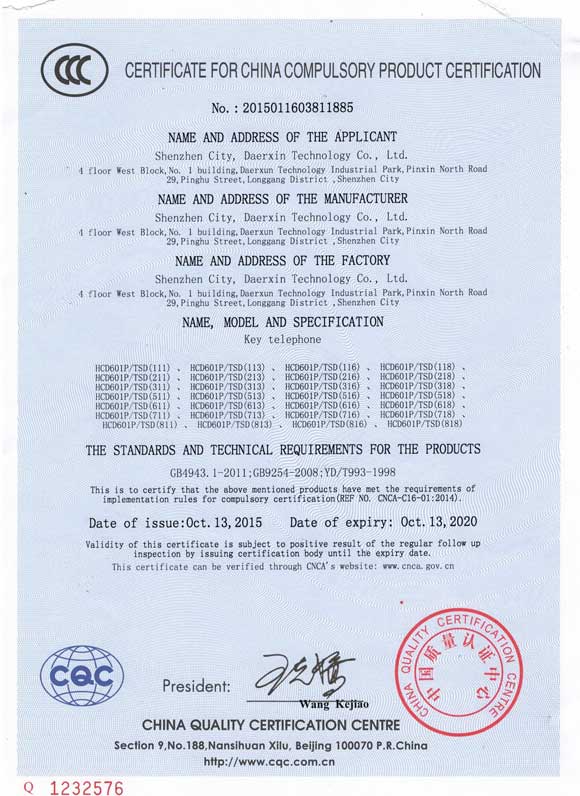 CCC
CERTIFICATE FOR CHINA COMPULSORY PRODUCT CERTIFICATION
No.: 2015011603811885
NAME AND ADDRESS OF THE APPLICANT
Shenzhen City, Daerxin Technology Co., Ltd.
4 floor West Block,No. 1 building,Daerxun Technology Industrial Park,Pinxin North Road
29,Pinghu Street,Longgang District ,Shenzhen City
NAME AND ADDRESS OF THE MANUFACTURER
Shenzhen City, Daerxin Technology Co., Ltd.
4 floor West Block,No. 1 building,Daerxun Technology Industrial Park,Pinxin North Road
29,Pinghu Street,Longgang District ,Shenzhen City
NAME AND ADDRESS OF THE FACTORY
Shenzhen City, Daerxin Technology Co., Ltd.
4 floor West Block,No. 1 building,Daerxun Technology Industrial Park,Pinxin North Road
29,Pinghu Street,Longgang District ,Shenzhen City
NAME, MODEL AND SPECIFICATION
Key telephone
HCD601P/TSD(111) 、 HCD601P/TSD(113) 、 HCD601P/TSD(116) 、 HCD601P/TSD(118) 、
HCD601P/TSD(211) 、 HCD601P/TSD(213) 、 HCD601P/TSD(216) 、 HCD601P/TSD(218) 、
HCD601P/TSD(311) 、 HCD601P/TSD(313) 、 HCD601P/TSD(316) 、 HCD601P/TSD(318) 、
HCD601P/TSD(511) 、 HCD601P/TSD(513) 、 HCD601P/TSD(516) 、 HCD601P/TSD(518) 、
HCD601P/TSD(611) 、 HCD601P/TSD(613) 、 HCD601P/TSD(616) 、 HCD601P/TSD(618) 、
HCD601P/TSD(711) 、 HCD601P/TSD(713) 、 HCD601P/TSD(716) 、 HCD601P/TSD(718) 、
HCD601P/TSD(811) 、 HCD601P/TSD(813) 、 HCD601P/TSD(816) 、 HCD601P/TSD(818)
THE STANDARDS AND TECHNICAL REQUIREMENTS FOR THE PRODUCTS
GB4943.1-2011;GB9254-2008;YD/T993-1998
This is to certify that the above mentioned products have met the requirements of
implementation rules for compulsory certification(REF NO. CNCA-C16-01:2014).
Date of issue:Oct.13,2015 Date of expiry: Oct.13,2020
Validity of this certificate is subject to positive result of the regular follow up
inspection by issuing certification body until the expiry date.
This certificate can be verified through CNCA's website: www.cnca.gov.cn
CQC
President:
Wang Kejiao
CHINA QUALITY CERTIFICATION CENTRE
中国质量认证中心
CHINA QUALITY CERTIFICATION CENTRE
Section 9,No.188,Nansihuan Xilu, Beijing 100070 P.R.China
http://www.cqc.com.cn
Q 1232576